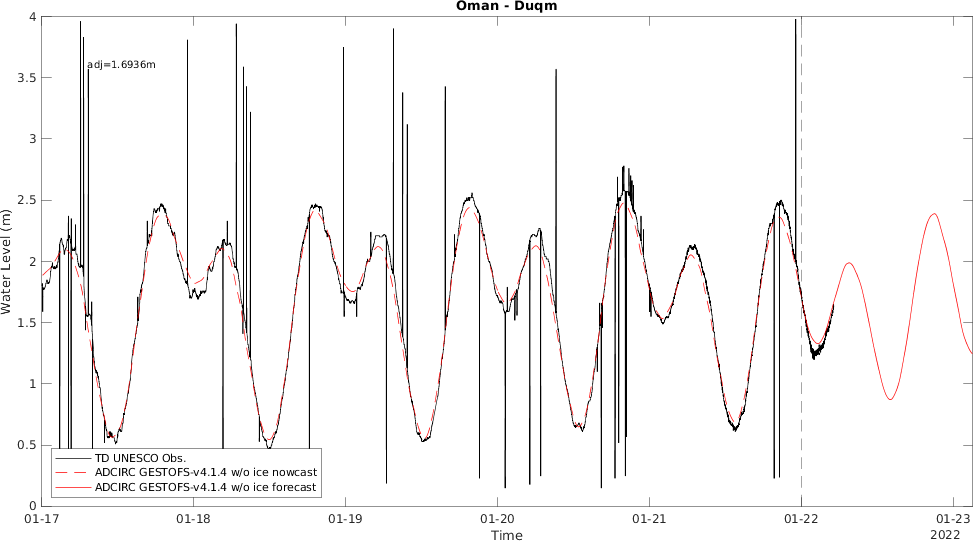 Oman - Duqm
4
3.5
3
2.5
2
1.5
1
0.5
0
Water Level (m)
adj=1.6936m
TD UNESCO Obs.
ADCIRC GESTOFS-v4.1.4 w/o ice nowcast
ADCIRC GESTOFS-v4.1.4 w/o ice forecast
01-17
01-18
01-19
01-20
01-21
01-22
01-23
Time
2022